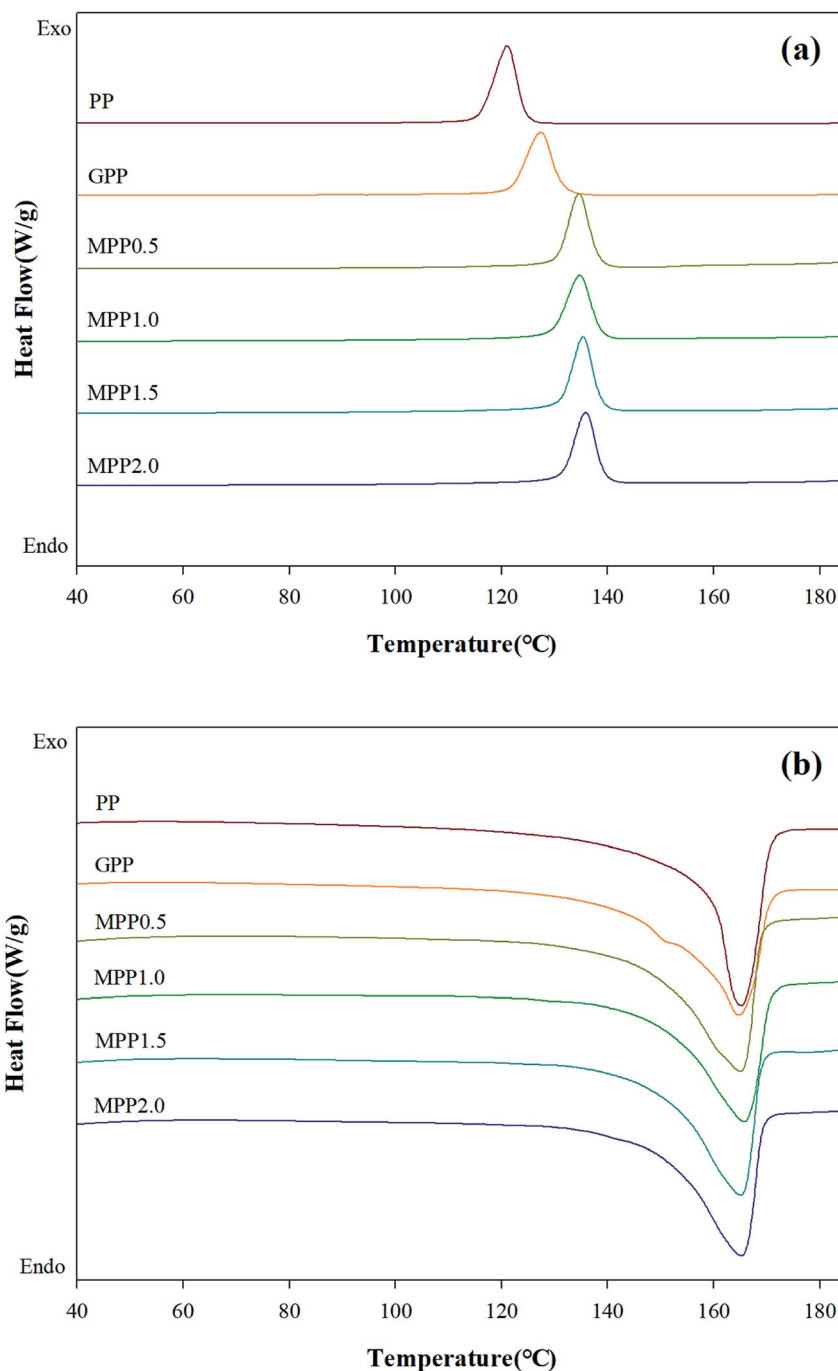 Exo
(a)
PP
GPP
MPP0.5
MPP1.0
MPP1.5
MPP2.0
Endo
Heat Flow(W/g)
40 60 80 100 120 140 160 180
Temperature(℃)
Exo
(b)
PP
GPP
MPP0.5
MPP1.0
MPP1.5
MPP2.0
Endo
Heat Flow(W/g)
40 60 80 100 120 140 160 180
Temperature(℃)